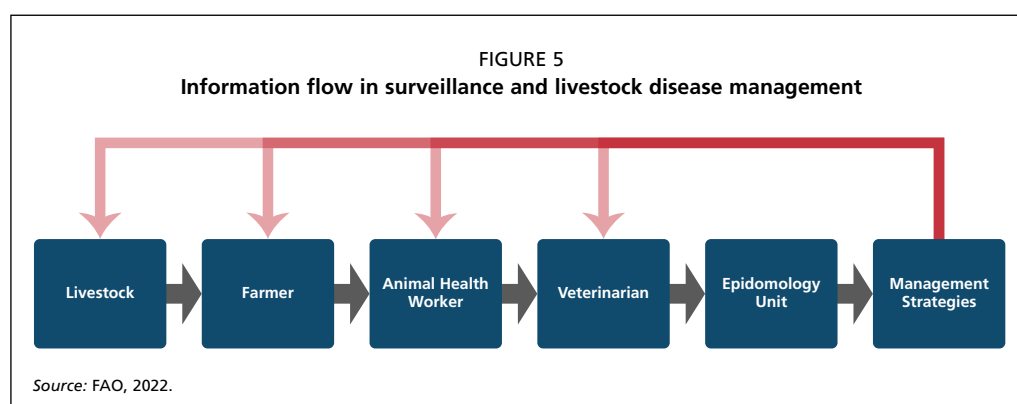 FIGURE 5
Information flow in surveillance and livestock disease management
Livestock
Farmer
Animal Health
Worker
Veterinarian
Epidomology
Unit
Management
Strategies
Source: FAO, 2022.